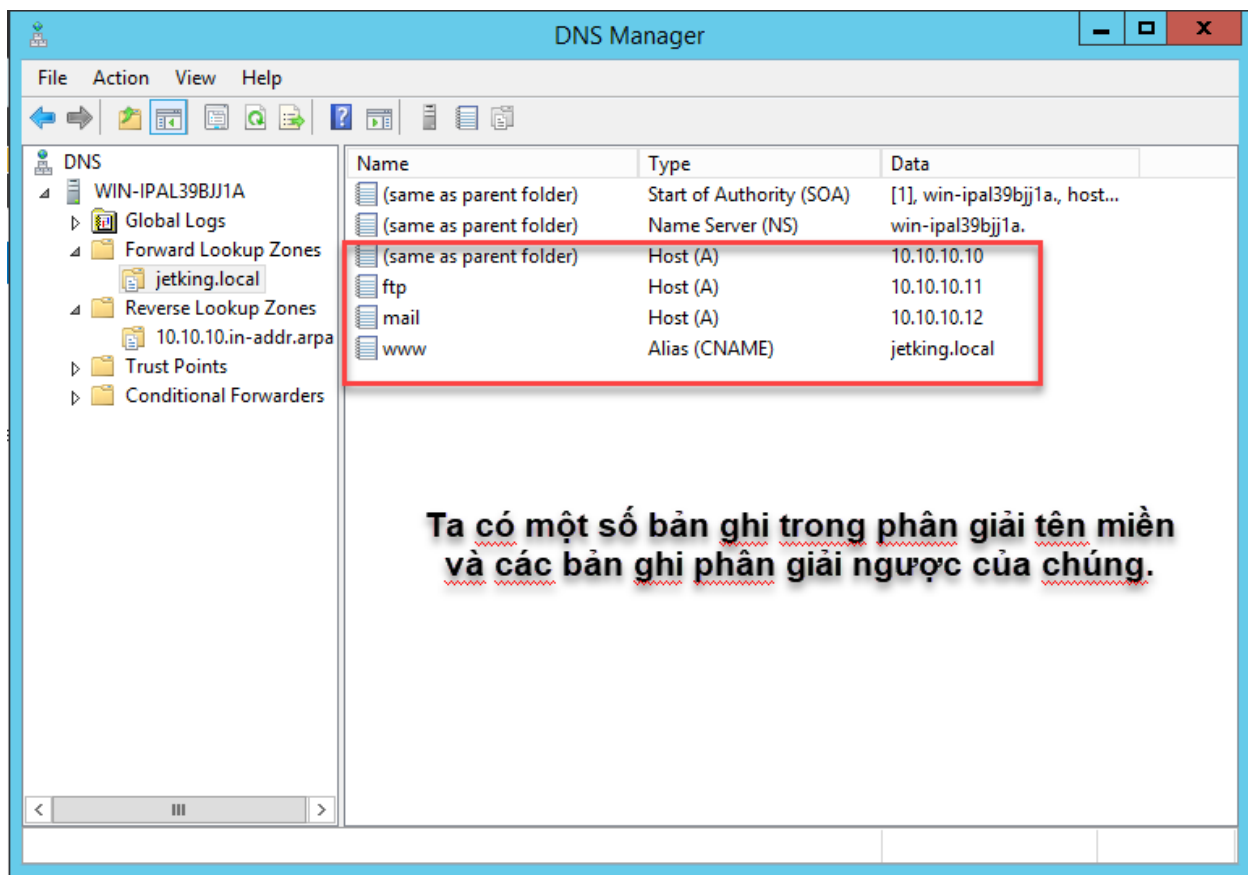 DNS Manager
File Action View Help
DNS
WIN-IPAL39BJJ1A
Global Logs
Forward Lookup Zones
jetking.local
Reverse Lookup Zones
10.10.10.in-addr.arpa
Trust Points
Conditional Forwarders
Name Type Data
(same as parent folder) Start of Authority (SOA) [1], win-ipal39bjj1a., host...
(same as parent folder) Name Server (NS) win-ipal39bjj1a.
(same as parent folder) Host (A) 10.10.10.10
ftp Host (A) 10.10.10.11
mail Host (A) 10.10.10.12
www Alias (CNAME) jetking.local
Ta có một số bản ghi trong phân giải tên miền
và các bản ghi phân giải ngược của chúng.